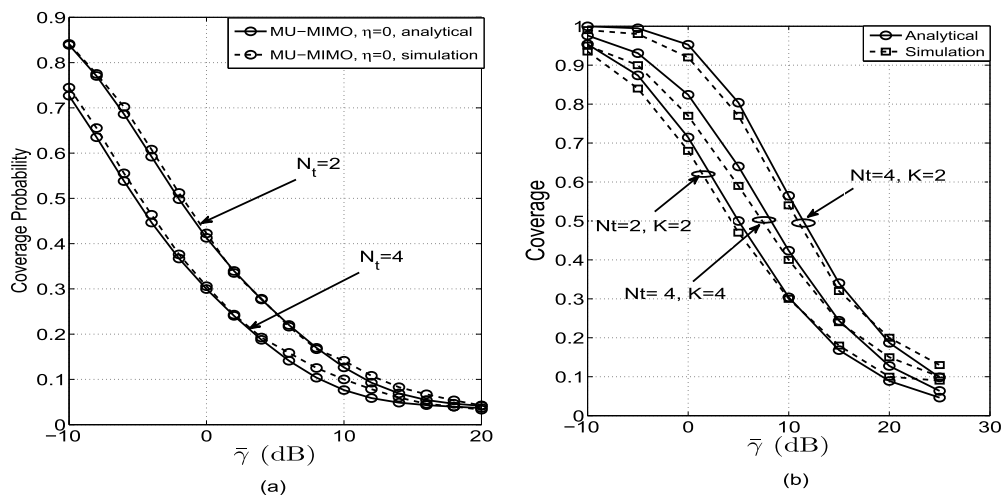 MU−MIMO, η=0, analytical
MU−MIMO, η=0, simulation
0.9
0.8
0.7
0.6
0.5
0.4
0.3
0.2
0.1
0
Coverage Probability
N_t=2
N_t=4
−10 0 10 20
γ̄ (dB)
(a)
Analytical
Simulation
1
0.9
0.8
0.7
0.6
0.5
0.4
0.3
0.2
0.1
0
Coverage
Nt=4, K=2
Nt=2, K=2
Nt= 4, K=4
−10 0 10 20 30
γ̄ (dB)
(b)